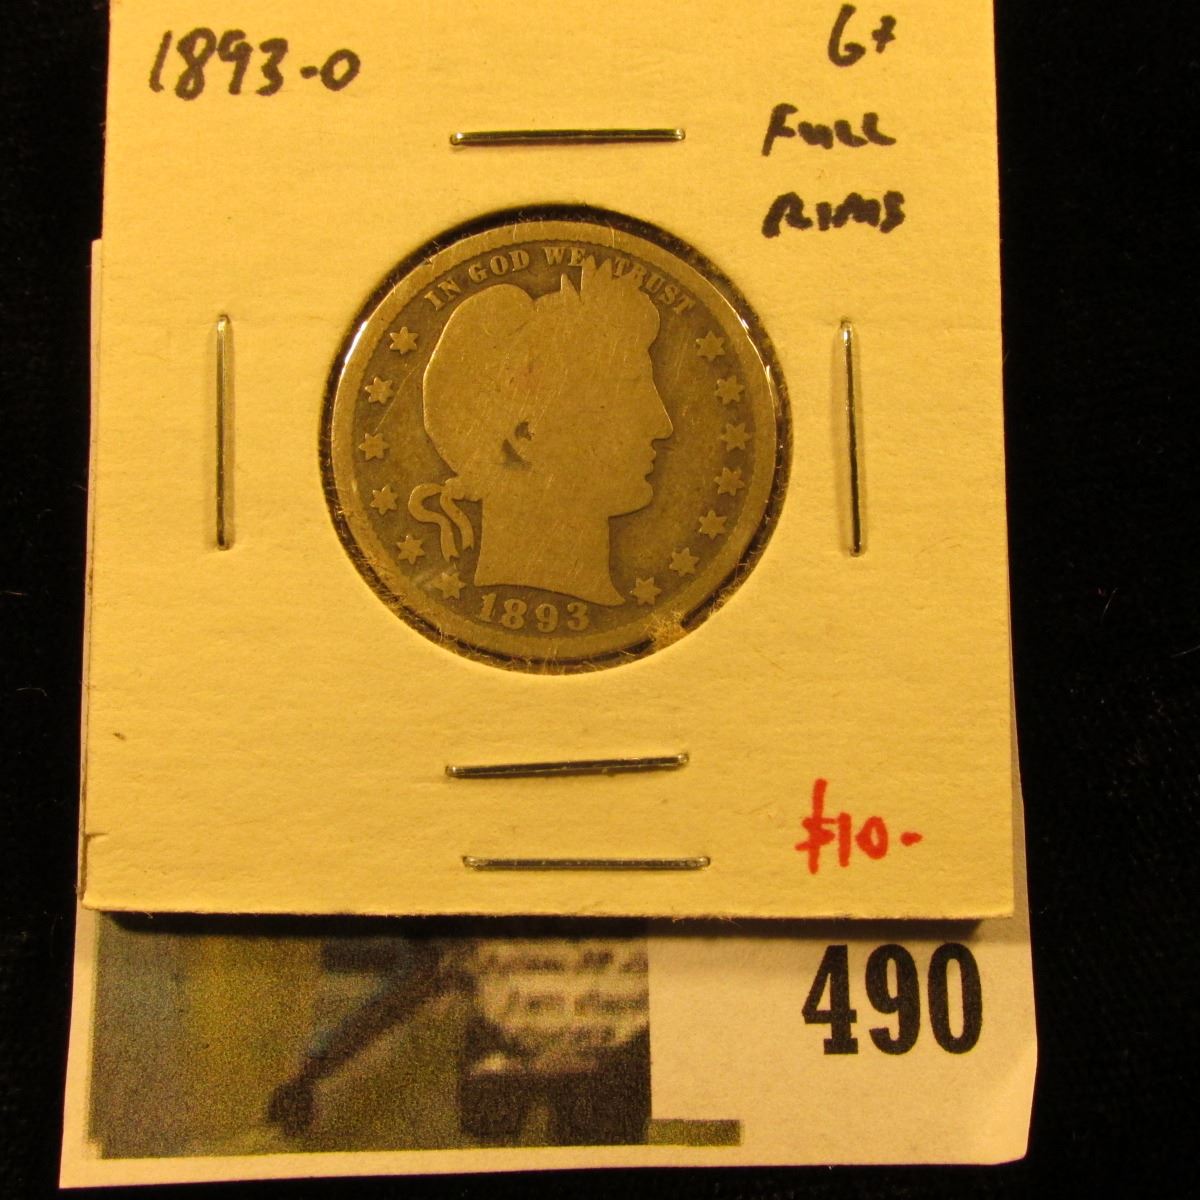 1893-O
G+
FULL
RIMS
IN GOD WE TRUST
1893
$10-
490